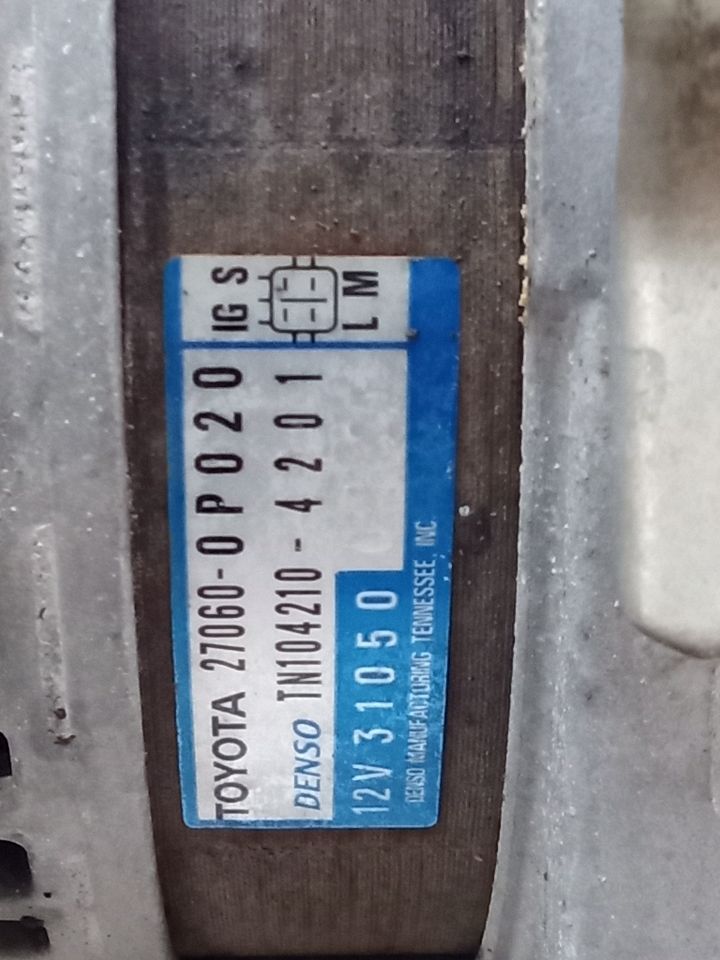 TOYOTA 27060-0P020
DENSO TN104210-4201
12V 31050
DENSO MANUFACTURING TENNESSEE, INC.
IG S
L M